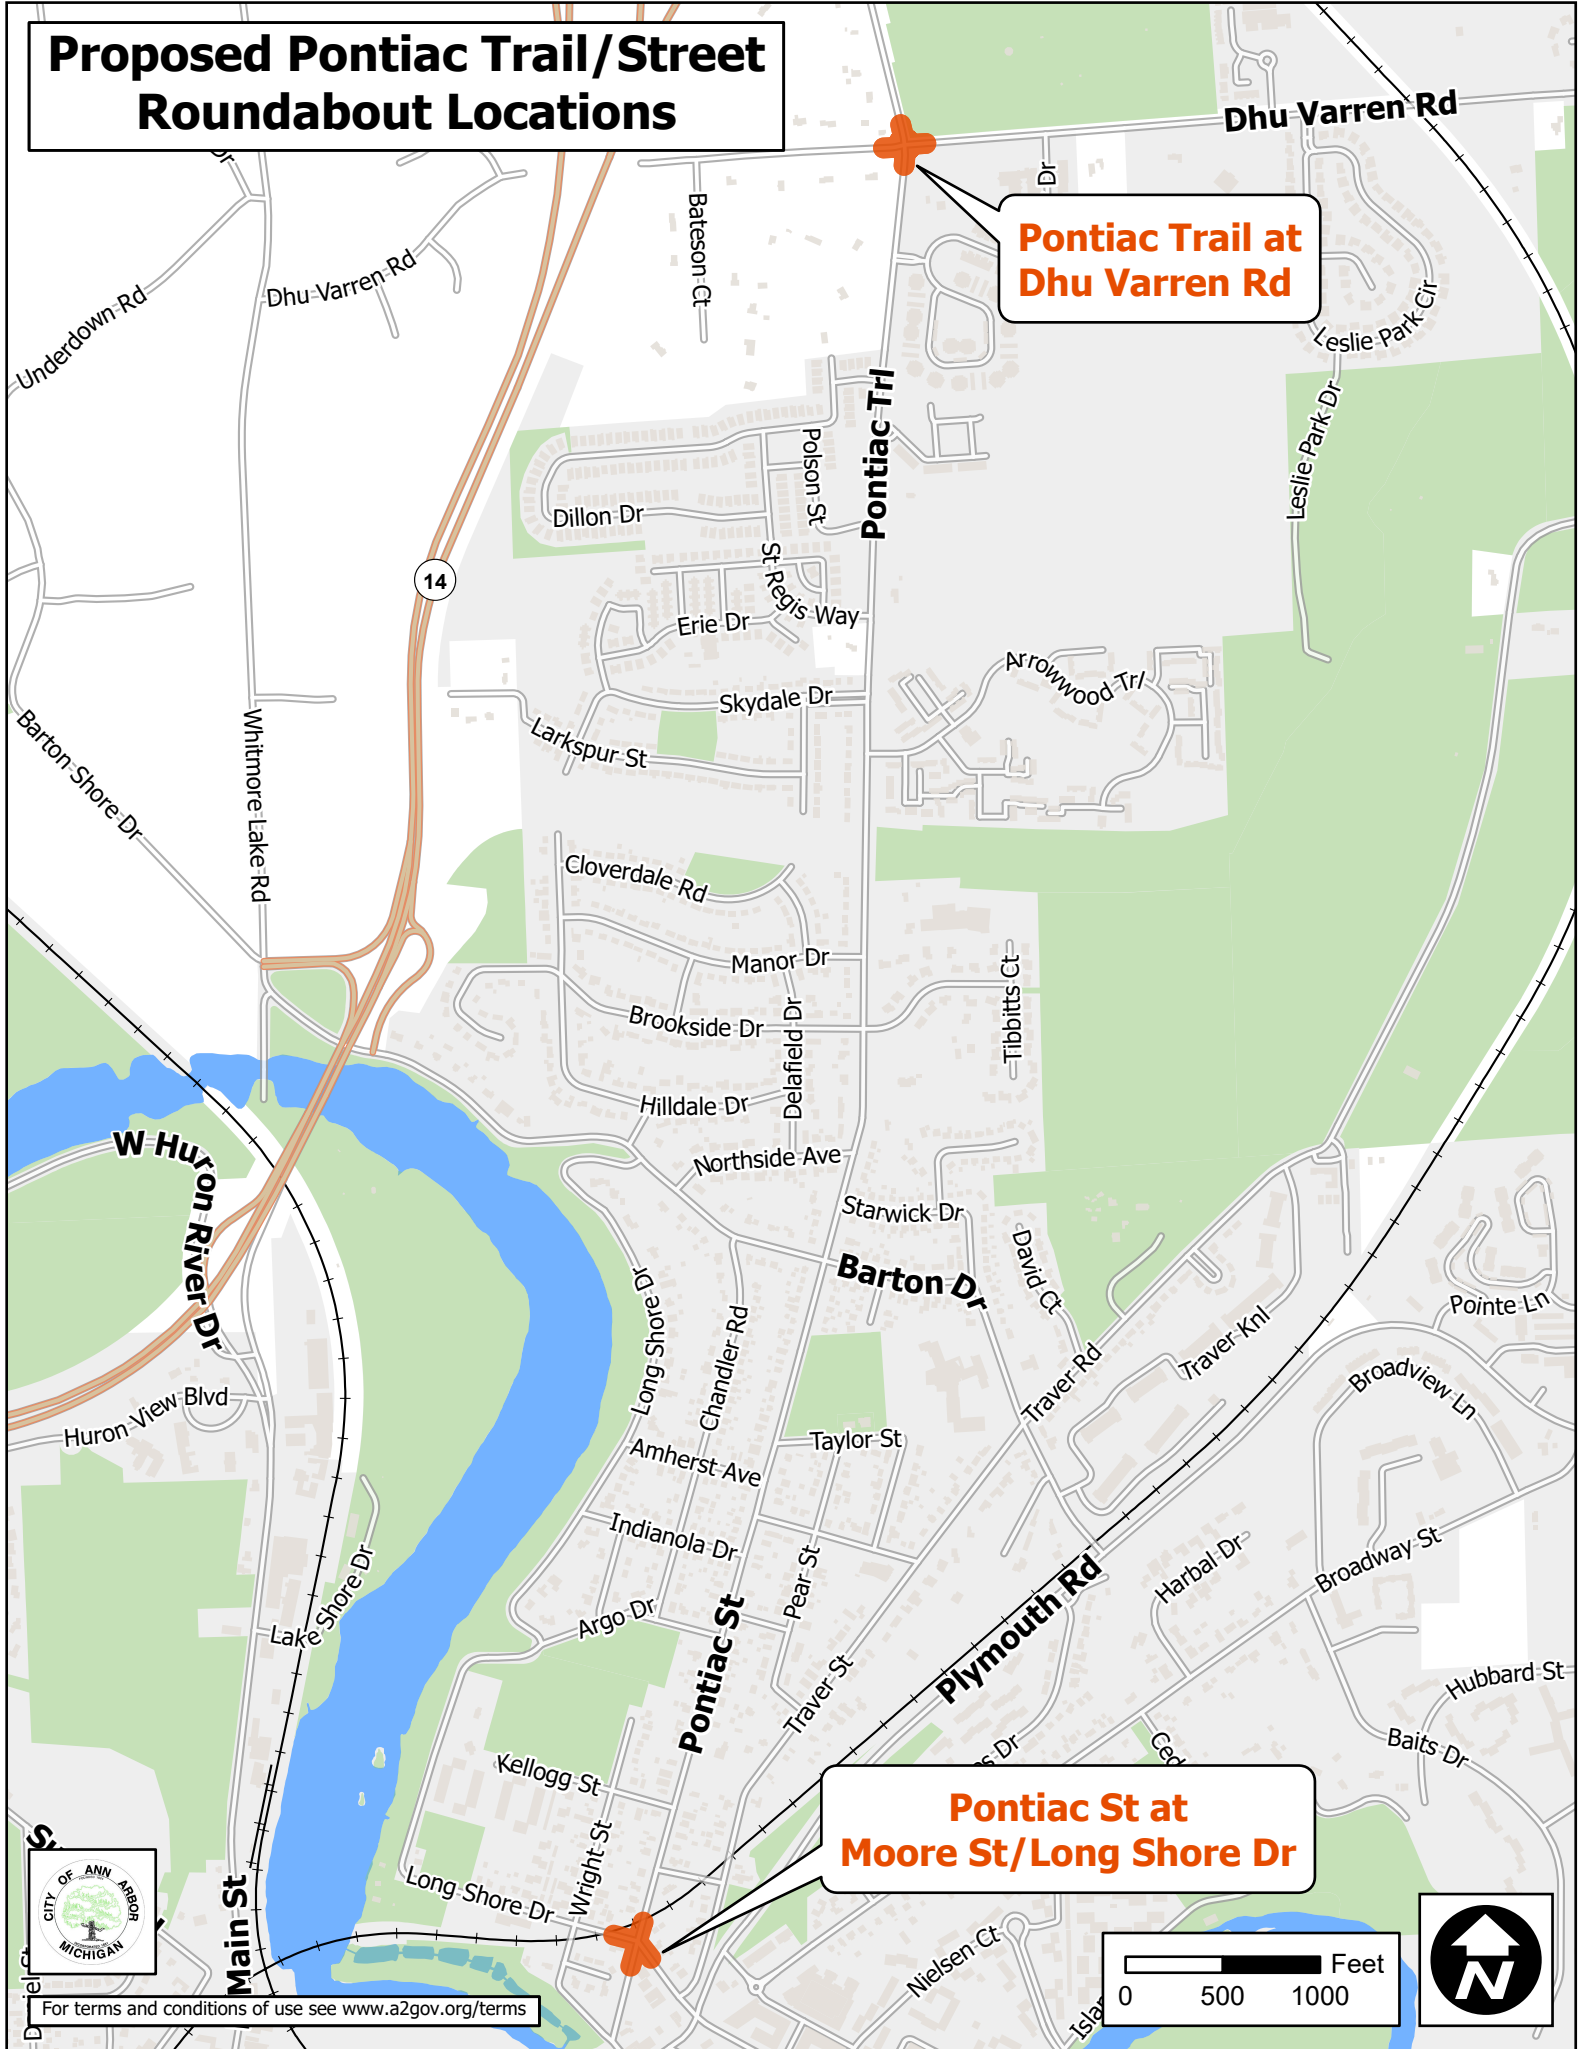 Proposed Pontiac Trail/Street
Roundabout Locations
Dhu Varren Rd
Dr
Dr
Pontiac Trail at
Dhu Varren Rd
Bateson Ct
Dhu Varren Rd
Underdown Rd
Leslie Park Cir
Leslie Park Dr
Pontiac Trl
Polson St
Dillon Dr
14
St Regis Way
Erie Dr
Arrowwood Trl
Skydale Dr
Larkspur St
Barton Shore Dr
Whitmore Lake Rd
Cloverdale Rd
Manor Dr
Brookside Dr
Delafield Dr
Tibbitts Ct
Hilldale Dr
W Huron River Dr
Northside Ave
Starwick Dr
Barton Dr
David Ct
Long Shore Dr
Chandler Rd
Pointe Ln
Traver Knl
Traver Rd
Broadview Ln
Huron View Blvd
Taylor St
Amherst Ave
Indianola Dr
Pear St
Plymouth Rd
Harbal Dr
Broadway St
Lake Shore Dr
Argo Dr
Pontiac St
Traver St
Hubbard St
Baits Dr
Kellogg St
Wright St
Long Shore Dr
Pontiac St at
Moore St/Long Shore Dr
Main St
Nielsen Ct
CITY OF ANN ARBOR
MICHIGAN
Feet
0 500 1000
N
For terms and conditions of use see www.a2gov.org/terms